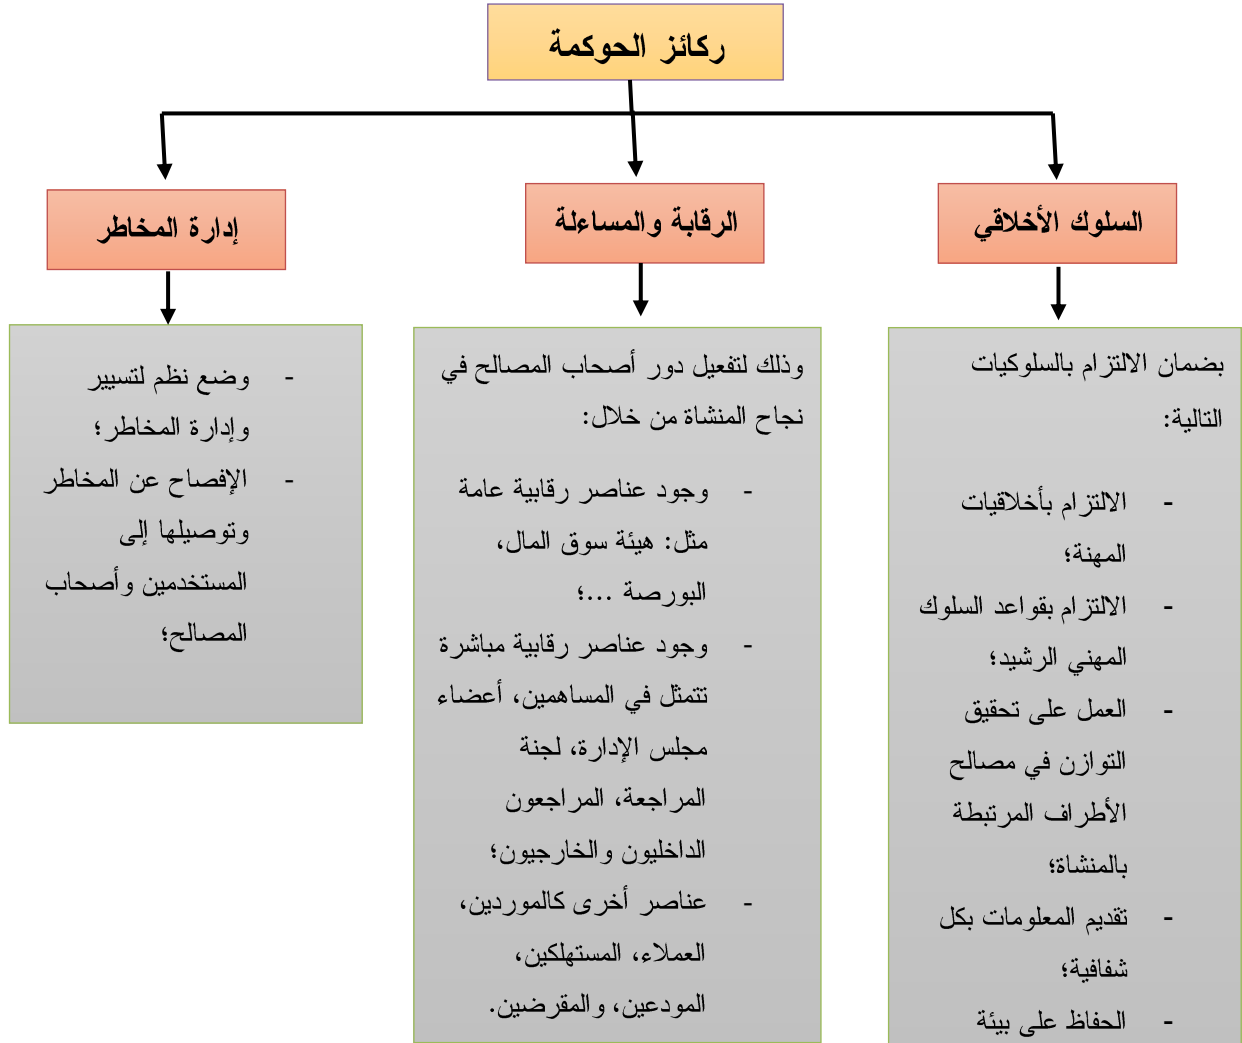 ركائز الحوكمة
السلوك الأخلاقي
الرقابة والمساءلة
إدارة المخاطر
بضمان الالتزام بالسلوكيات
التالية:
- الالتزام بأخلاقيات
المهنة؛
- الالتزام بقواعد السلوك
المهني الرشيد؛
- العمل على تحقيق
التوازن في مصالح
الأطراف المرتبطة
بالمنشاة؛
- تقديم المعلومات بكل
شفافية؛
- الحفاظ على بيئة
وذلك لتفعيل دور أصحاب المصالح في
نجاح المنشاة من خلال:
- وجود عناصر رقابية عامة
مثل: هيئة سوق المال،
البورصة ...؛
- وجود عناصر رقابية مباشرة
تتمثل في المساهمين، أعضاء
مجلس الإدارة، لجنة
المراجعة، المراجعون
الداخليون والخارجيون؛
- عناصر أخرى كالموردين،
العملاء، المستهلكين،
المودعين، والمقرضين.
- وضع نظم لتسيير
وإدارة المخاطر؛
- الإفصاح عن المخاطر
وتوصيلها إلى
المستخدمين وأصحاب
المصالح؛